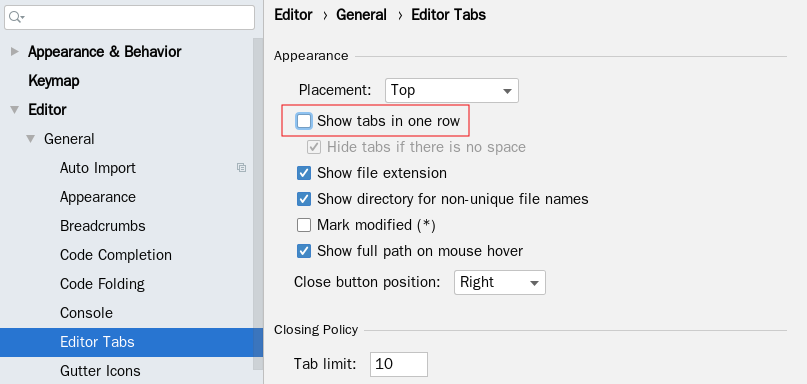 Appearance & Behavior
Keymap
Editor
General
Auto Import
Appearance
Breadcrumbs
Code Completion
Code Folding
Console
Editor Tabs
Gutter Icons
Editor › General › Editor Tabs
Appearance
Placement: Top
Show tabs in one row
Hide tabs if there is no space
Show file extension
Show directory for non-unique file names
Mark modified (*)
Show full path on mouse hover
Close button position: Right
Closing Policy
Tab limit: 10